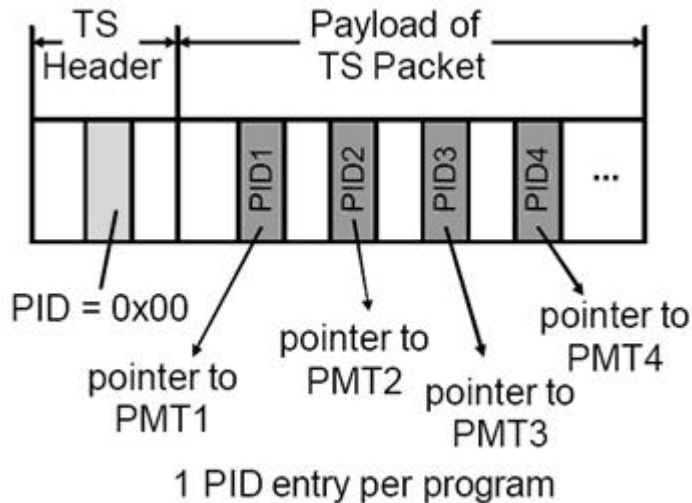 TS
Header
Payload of
TS Packet
PID1
PID2
PID3
PID4
...
PID = 0x00
pointer to
PMT1
pointer to
PMT2
pointer to
PMT3
pointer to
PMT4
1 PID entry per program